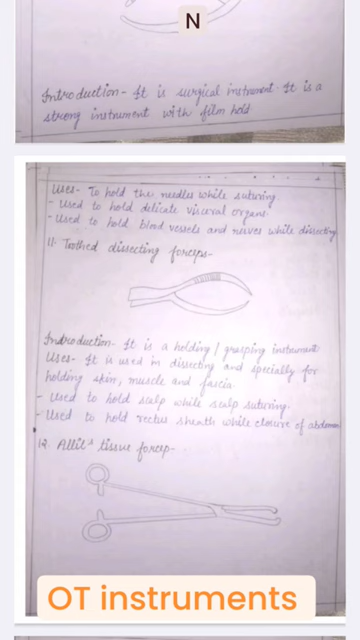 N
Introduction- It is surgical instrument. It is a
strong instrument with film hold.
Uses- To hold the needles while suturing.
- Used to hold delicate visceral organs.
- Used to hold blood vessels and nerves while dissecting
11. Toothed dissecting forceps-
Indroduction- It is a holding / grasping instrument
Uses- It is used in dissecting and specially for
holding skin, muscle and fascia.
- Used to hold scalp while scalp suturing.
- Used to hold rectus sheath while closure of abdomen
12. Allil's tissue forcep-
OT instruments